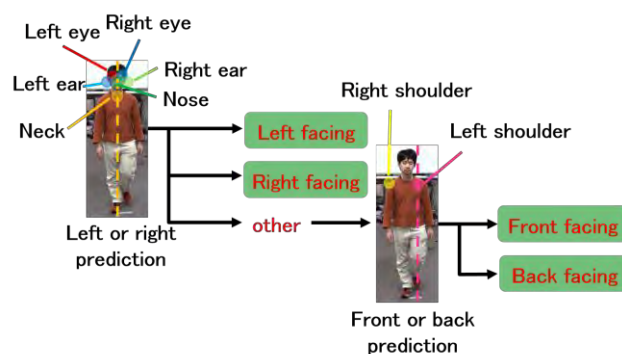 Left eye
Right eye
Left ear
Right ear
Nose
Neck
Left or right
prediction
Left facing
Right facing
other
Right shoulder
Left shoulder
Front or back
prediction
Front facing
Back facing